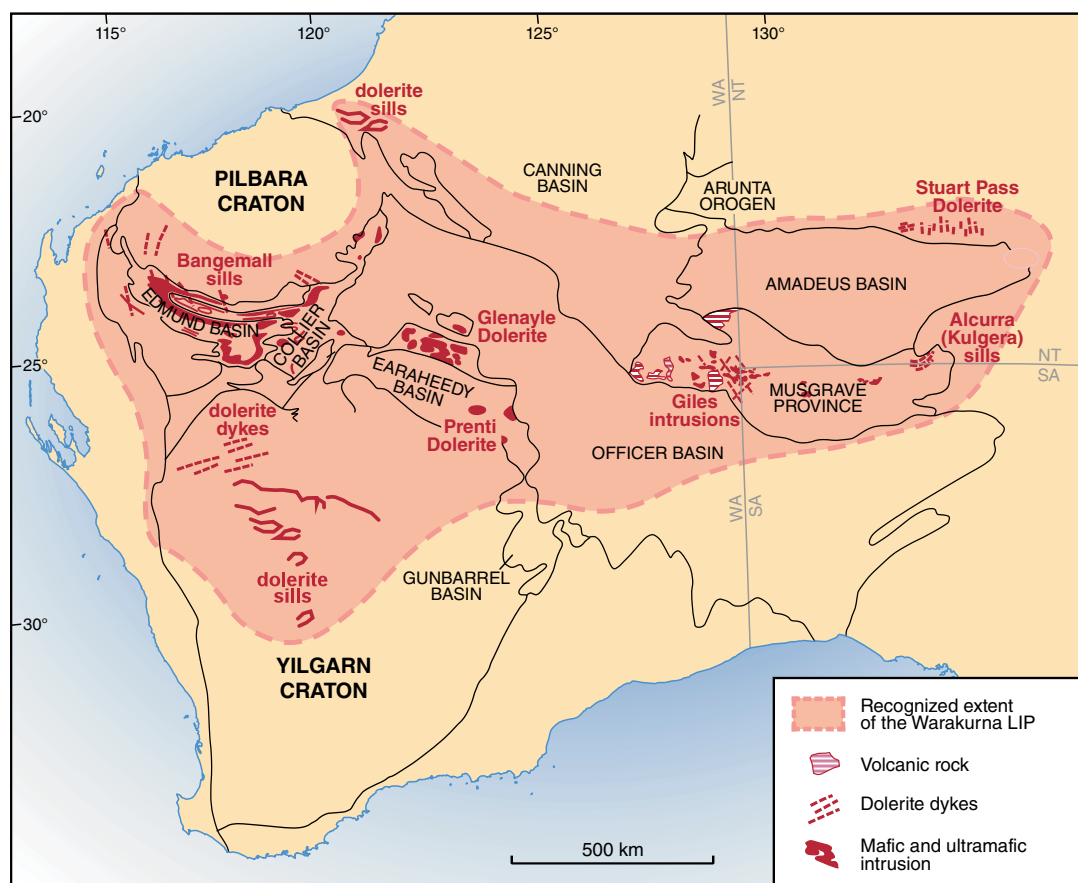 115°
120°
125°
130°
20°
25°
30°
dolerite
sills
WA
NT
CANNING
BASIN
ARUNTA
OROGEN
PILBARA
CRATON
Stuart Pass
Dolerite
Bangemall
sills
AMADEUS BASIN
EDMUND BASIN
COLLIER
BASIN
Glenayle
Dolerite
Alcurra
(Kulgera)
sills
NT
SA
EARAHEEDY
BASIN
MUSGRAVE
PROVINCE
Giles
intrusions
dolerite
dykes
Prenti
Dolerite
OFFICER BASIN
WA
SA
dolerite
sills
GUNBARREL
BASIN
YILGARN
CRATON
500 km
Recognized extent
of the Warakurna LIP
Volcanic rock
Dolerite dykes
Mafic and ultramafic
intrusion